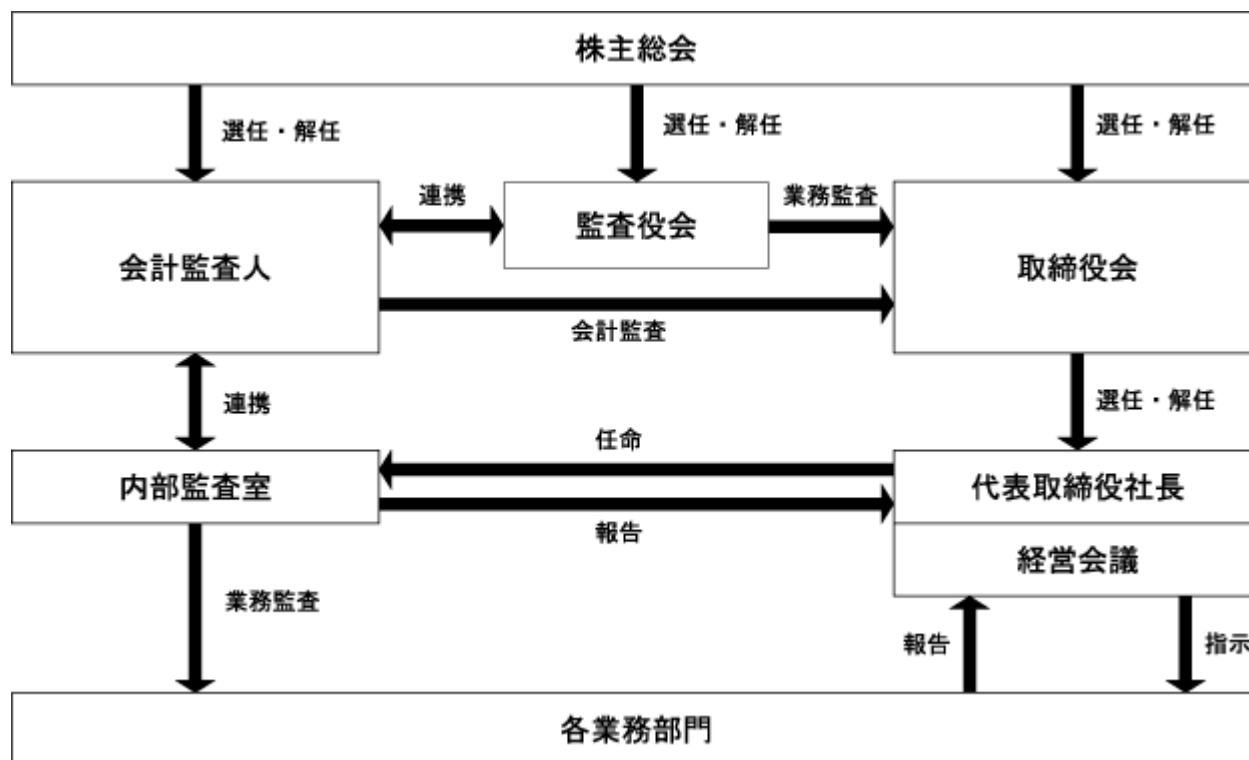 株主総会
選任・解任
選任・解任
選任・解任
連携
業務監査
監査役会
会計監査人
取締役会
会計監査
連携
選任・解任
任命
内部監査室
代表取締役社長
報告
経営会議
業務監査
報告
指示
各業務部門